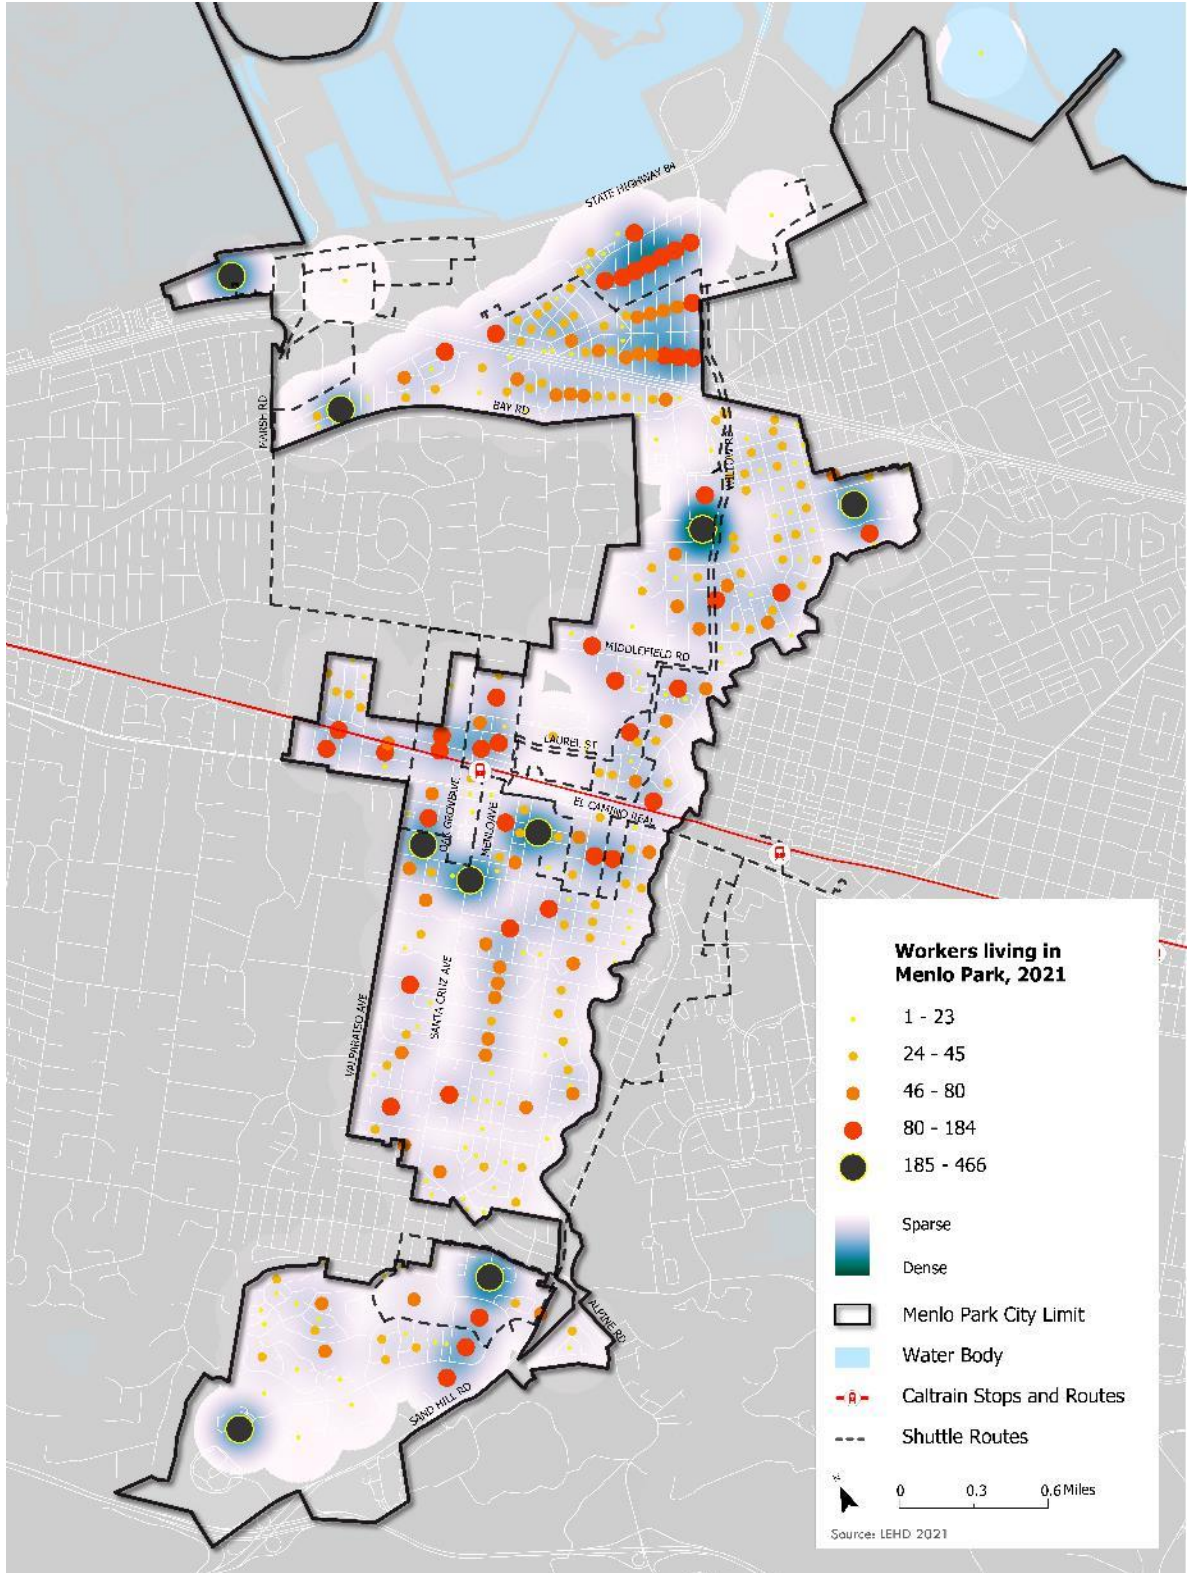 STATE HIGHWAY 84
MARSH RD
BAY RD
MIDDLEFIELD RD
LAUREL ST
EL CAMINO REAL
OAK GROVE AVE
MENLO AVE
SANTA CRUZ AVE
VALPARAISO AVE
ALPINE RD
SAND HILL RD
Workers living in
Menlo Park, 2021
1 - 23
24 - 45
46 - 80
80 - 184
185 - 466
Sparse
Dense
Menlo Park City Limit
Water Body
Caltrain Stops and Routes
Shuttle Routes
N
0 0.3 0.6 Miles
Source: LEHD 2021